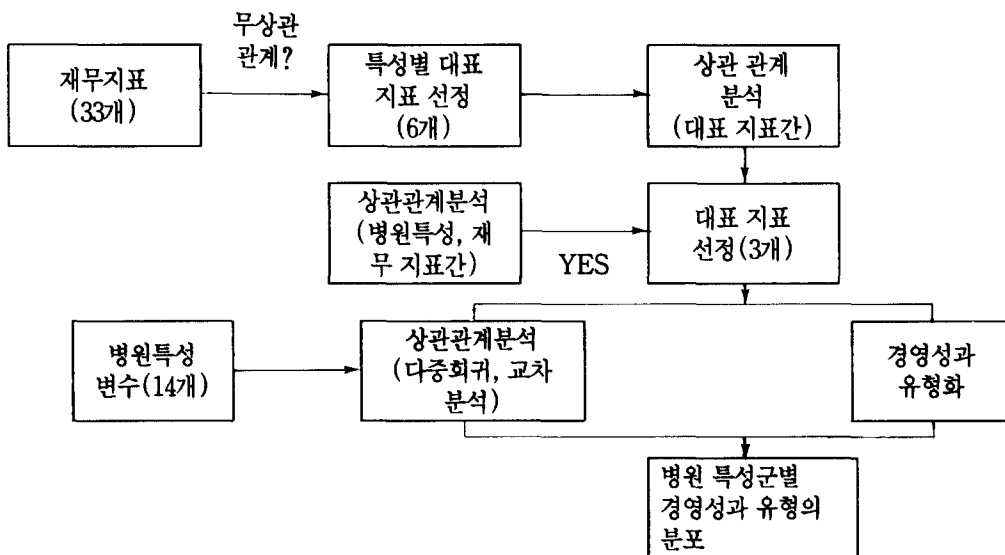 무상관
관계?
재무지표
(33개)
특성별 대표
지표 선정
(6개)
상관 관계
분석
(대표 지표간)
상관관계분석
(병원특성, 재
무 지표간)
YES
대표 지표
선정(3개)
병원특성
변수(14개)
상관관계분석
(다중회귀, 교차
분석)
경영성과
유형화
병원 특성군별
경영성과 유형의
분포